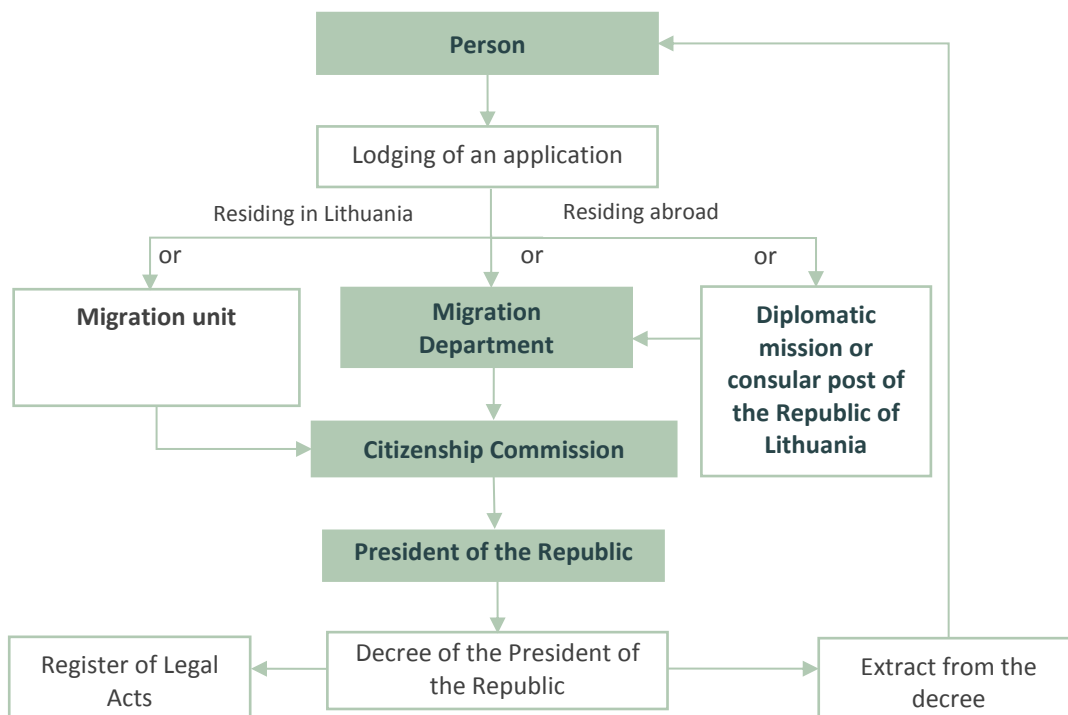 Person
Lodging of an application
Residing in Lithuania
Residing abroad
or
or
or
Migration unit
Migration
Department
Diplomatic
mission or
consular post of
the Republic of
Lithuania
Citizenship Commission
President of the Republic
Register of Legal
Acts
Decree of the President of
the Republic
Extract from the
decree